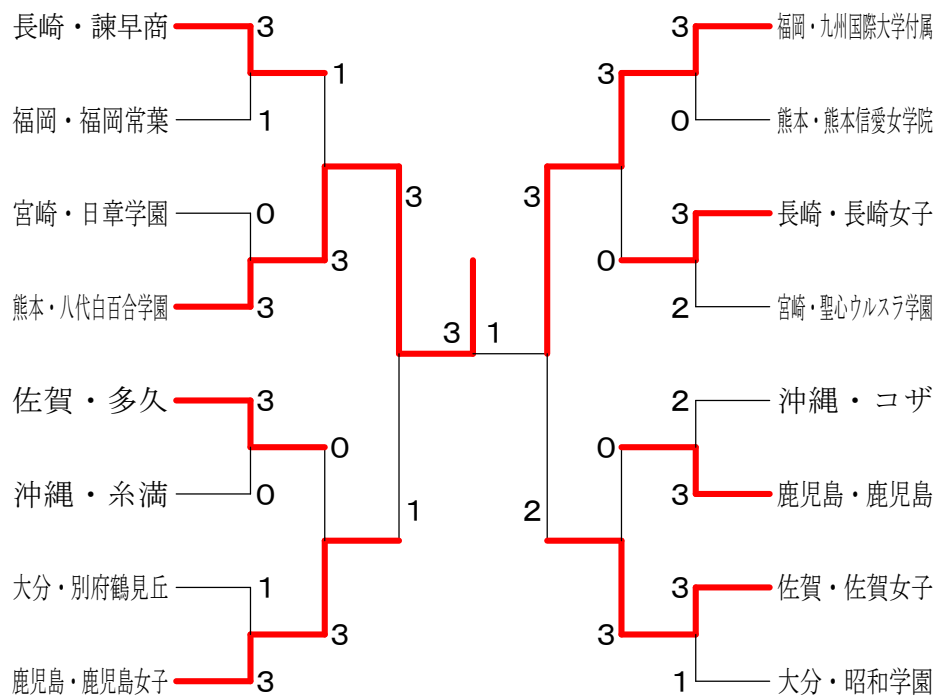 長崎・諫早商
3
1
福岡・福岡常葉
1
宮崎・日章学園
0
3
熊本・八代白百合学園
3
3
佐賀・多久
3
0
沖縄・糸満
0
1
大分・別府鶴見丘
1
3
鹿児島・鹿児島女子
3
3
1
3
福岡・九州国際大学付属
3
0
熊本・熊本信愛女学院
3
3
長崎・長崎女子
0
2
宮崎・聖心ウルスラ学園
2
沖縄・コザ
0
3
鹿児島・鹿児島
2
3
佐賀・佐賀女子
3
1
大分・昭和学園